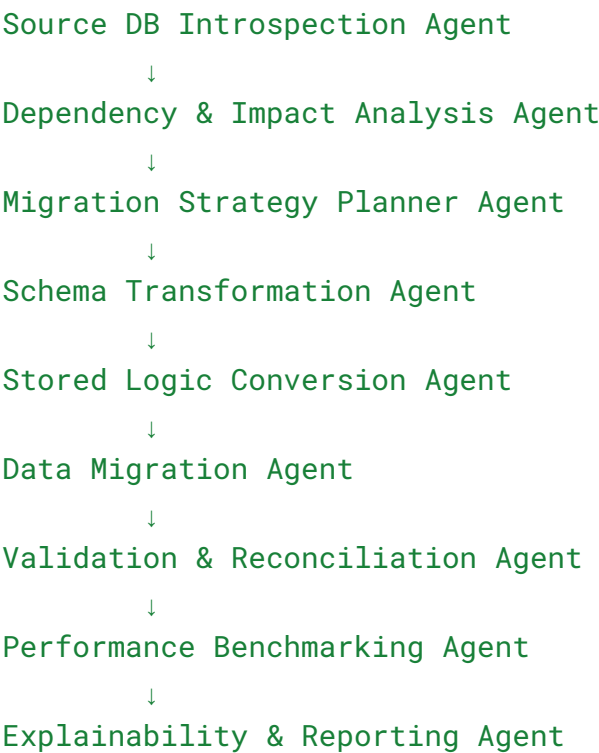 Source DB Introspection Agent
↓
Dependency & Impact Analysis Agent
↓
Migration Strategy Planner Agent
↓
Schema Transformation Agent
↓
Stored Logic Conversion Agent
↓
Data Migration Agent
↓
Validation & Reconciliation Agent
↓
Performance Benchmarking Agent
↓
Explainability & Reporting Agent